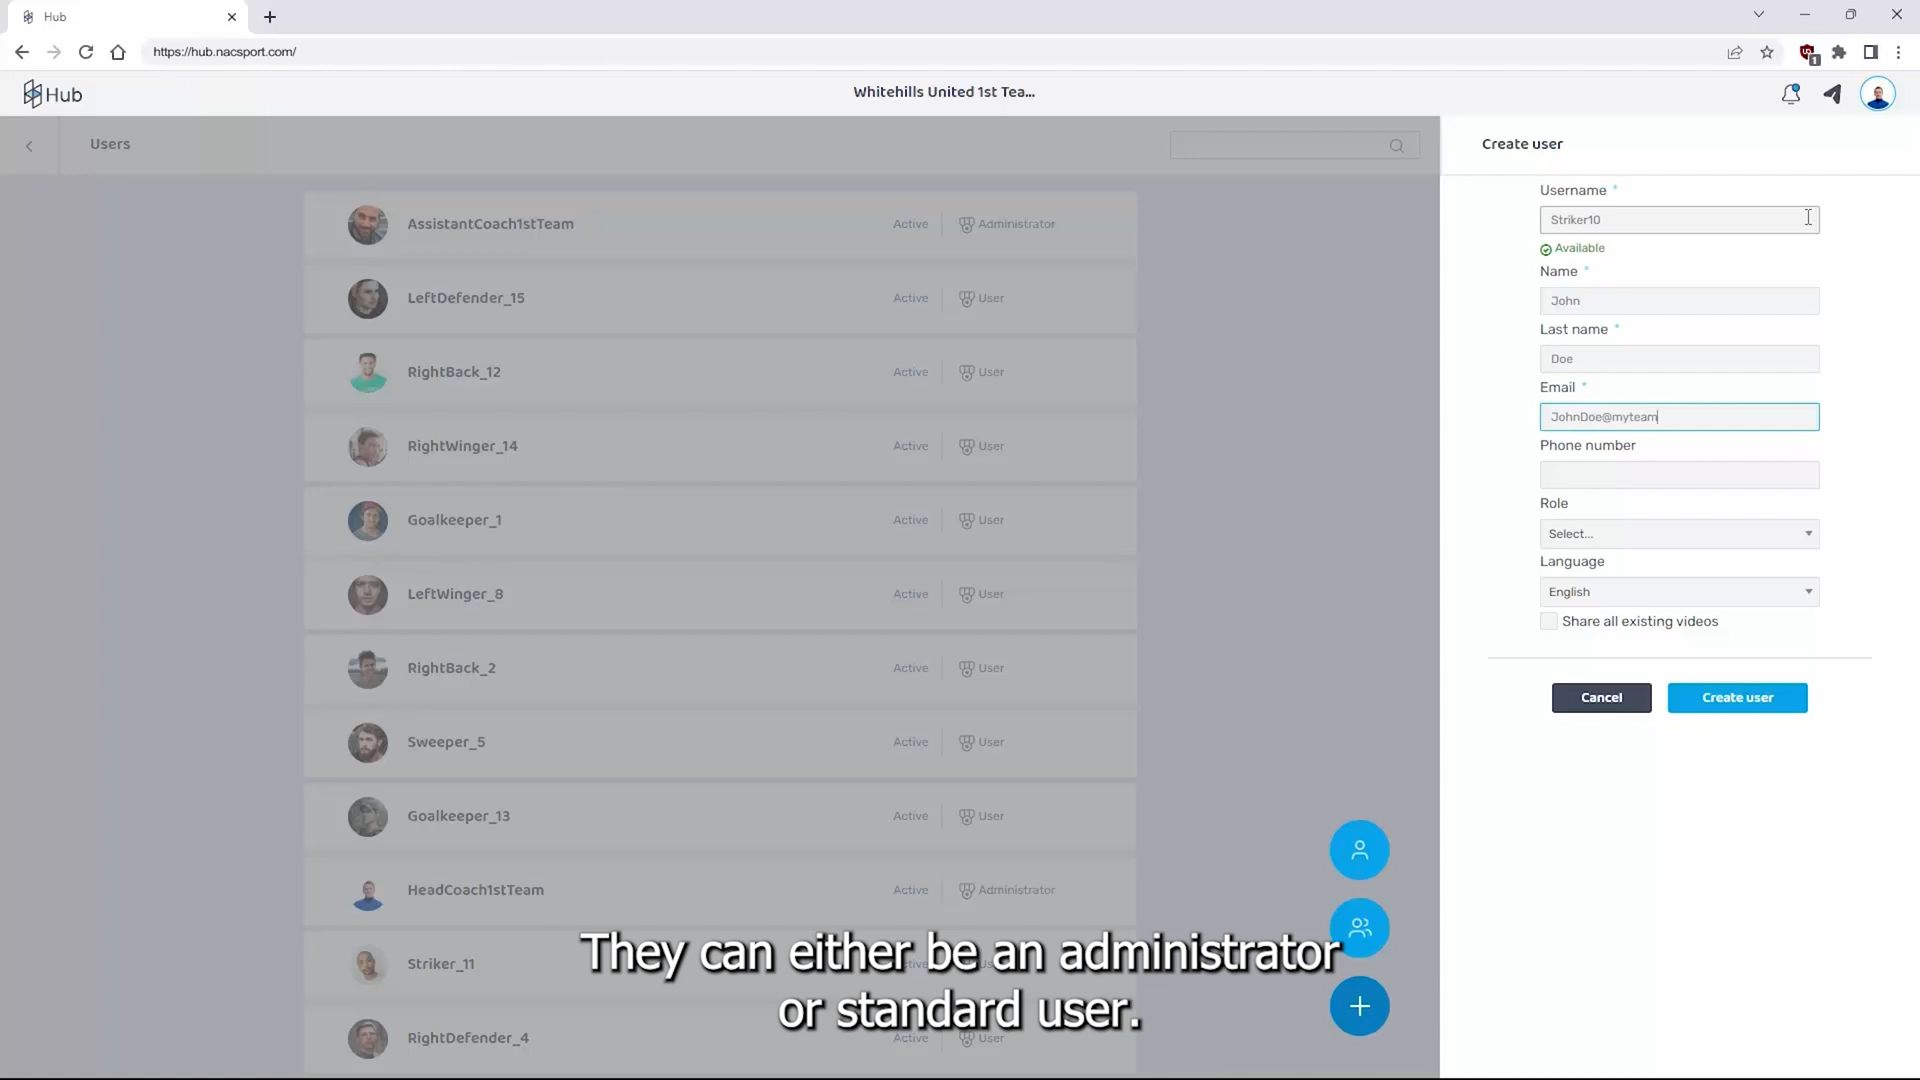 Hub
https://hub.nacsport.com/
1
Hub
Whitehills United 1st Tea...
Users
Create user
AssistantCoach1stTeam Active Administrator
LeftDefender_15 Active User
RightBack_12 Active User
RightWinger_14 Active User
Goalkeeper_1 Active User
LeftWinger_8 Active User
RightBack_2 Active User
Sweeper_5 Active User
Goalkeeper_13 Active User
HeadCoach1stTeam Active Administrator
Striker_11
RightDefender_4 Active User
Username *
Striker10
Available
Name *
John
Last name *
Doe
Email *
JohnDoe@myteam
Phone number
Role
Select...
Language
English
Share all existing videos
Cancel Create user
They can either be an administrator
or standard user.